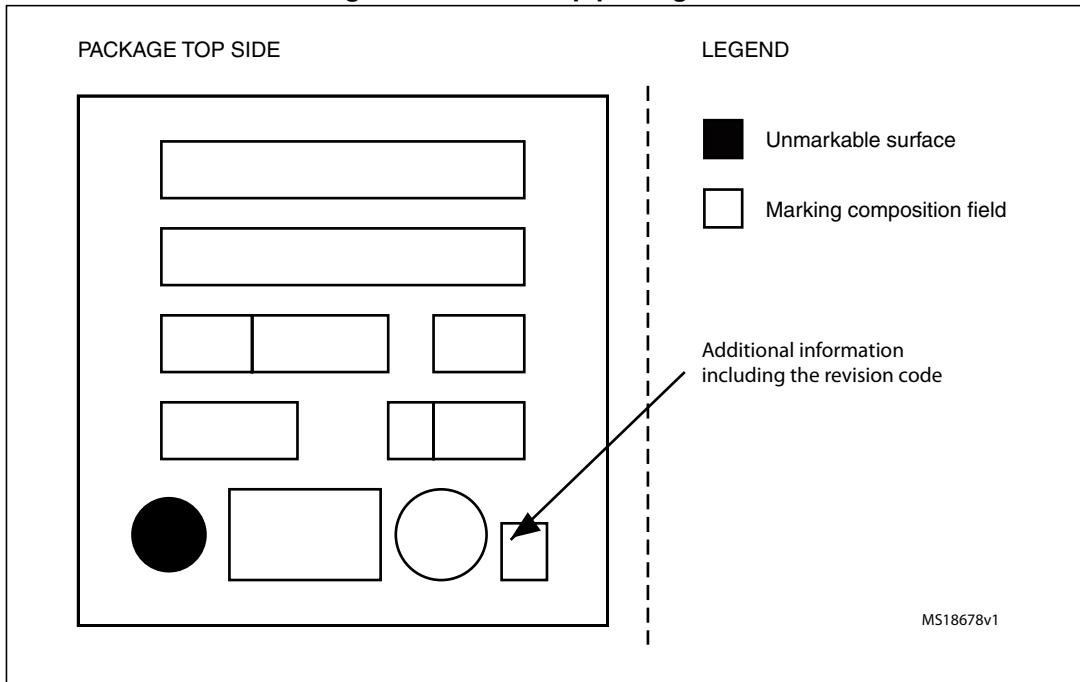 PACKAGE TOP SIDE
LEGEND
Unmarkable surface
Marking composition field
Additional information
including the revision code
MS18678v1